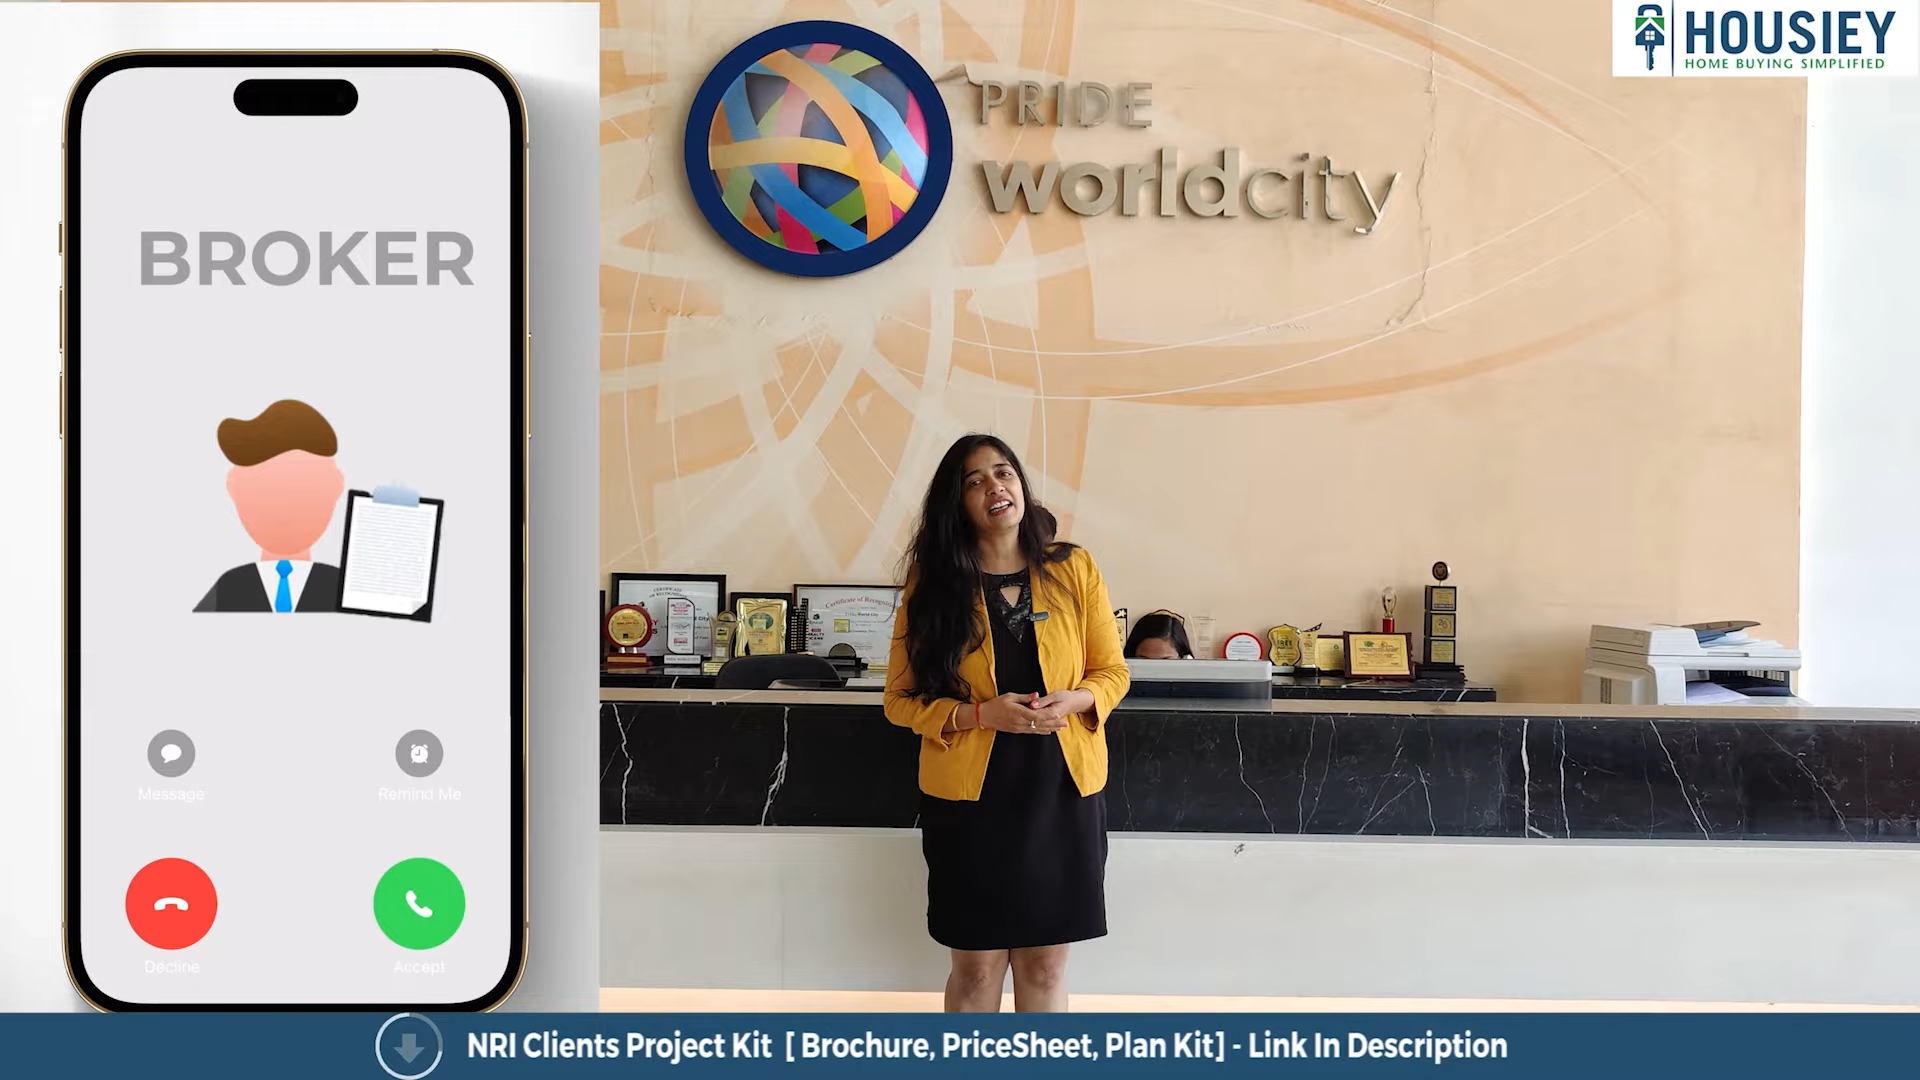 HOUSIEY
HOME BUYING SIMPLIFIED
PRIDE
worldcity
BROKER
Message
Remind Me
Decline
Accept
NRI Clients Project Kit [ Brochure, PriceSheet, Plan Kit] - Link In Description